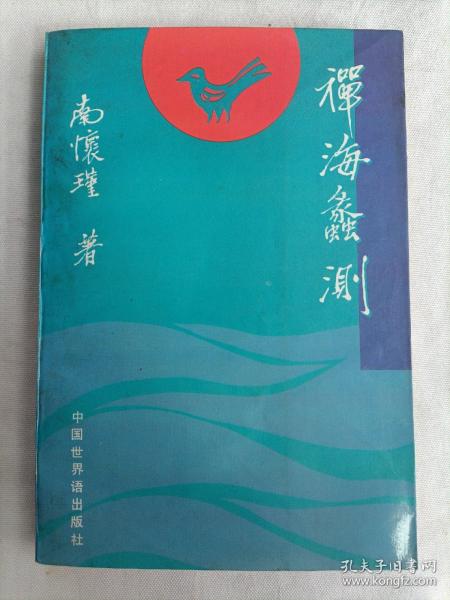 禪海蠡測
南懷瑾 著
中国世界语出版社
孔夫子旧书网
www.kongfz.com